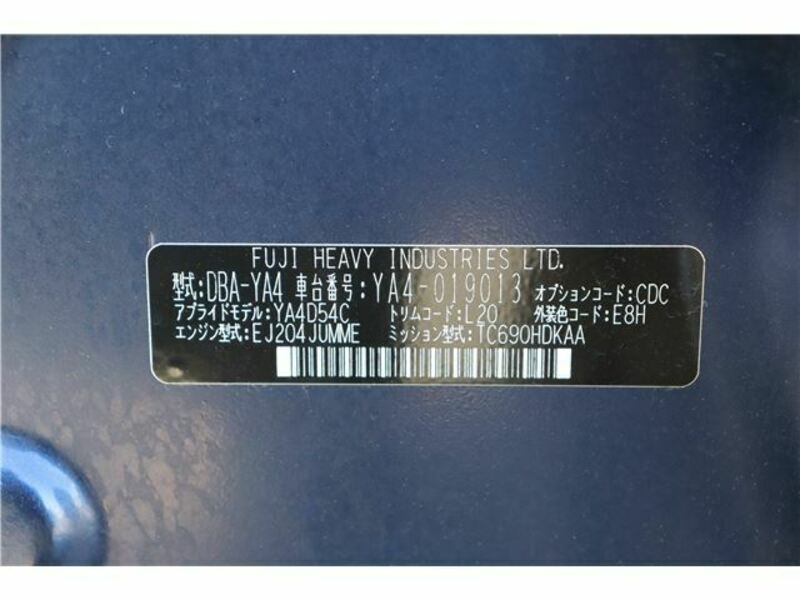 FUJI HEAVY INDUSTRIES LTD.
型式:DBA-YA4 車台番号:YA4-019013 オプションコード:CDC
アプライドモデル:YA4D54C トリムコード:L20 外装色コード:E8H
エンジン型式:EJ204JUMME ミッション型式:TC690HDKAA